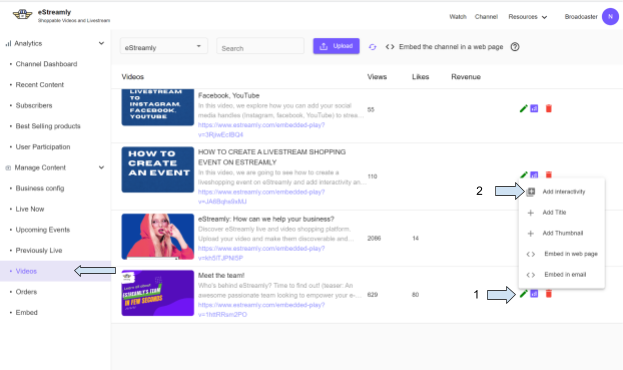 eStreamly
Shoppable Videos and Livestream
Watch Channel Resources Broadcaster N
Analytics
Channel Dashboard
Recent Content
Subscribers
Best Selling products
User Participation
Manage Content
Business config
Live Now
Upcoming Events
Previously Live
Videos
Orders
Embed
eStreamly Search Upload Embed the channel in a web page
Videos Views Likes Revenue
LIVESTREAM
TO
INSTAGRAM,
FACEBOOK,
YOUTUBE
Facebook, YouTube
In this video, we explore how you can add your social
media handles (Instagram, facebook, YouTube) to strea...
https://www.estreamly.com/embedded-play?
55
HOW TO
CREATE
AN EVENT
HOW TO CREATE A LIVESTREAM SHOPPING
EVENT ON ESTREAMLY
In this video, we are going to see how to create a
liveshopping event on eStreamly and add interactivity an...
https://www.estreamly.com/embedded-play?
110
eStreamly: How can we help your business?
Discover eStreamly live and video shopping platform.
Upload your video and make them discoverable and...
https://www.estreamly.com/embedded-play?
2086 14
ESTREAMLY'S TEAM
IN FEW SECONDS
Meet the team!
Who's behind eStreamly? Time to find out! (teaser: An
awesome passionate team looking to empower your e-...
https://www.estreamly.com/embedded-play?
629 80
2
Add interactivity
Add Title
Add Thumbnail
Embed in web page
Embed in email
1